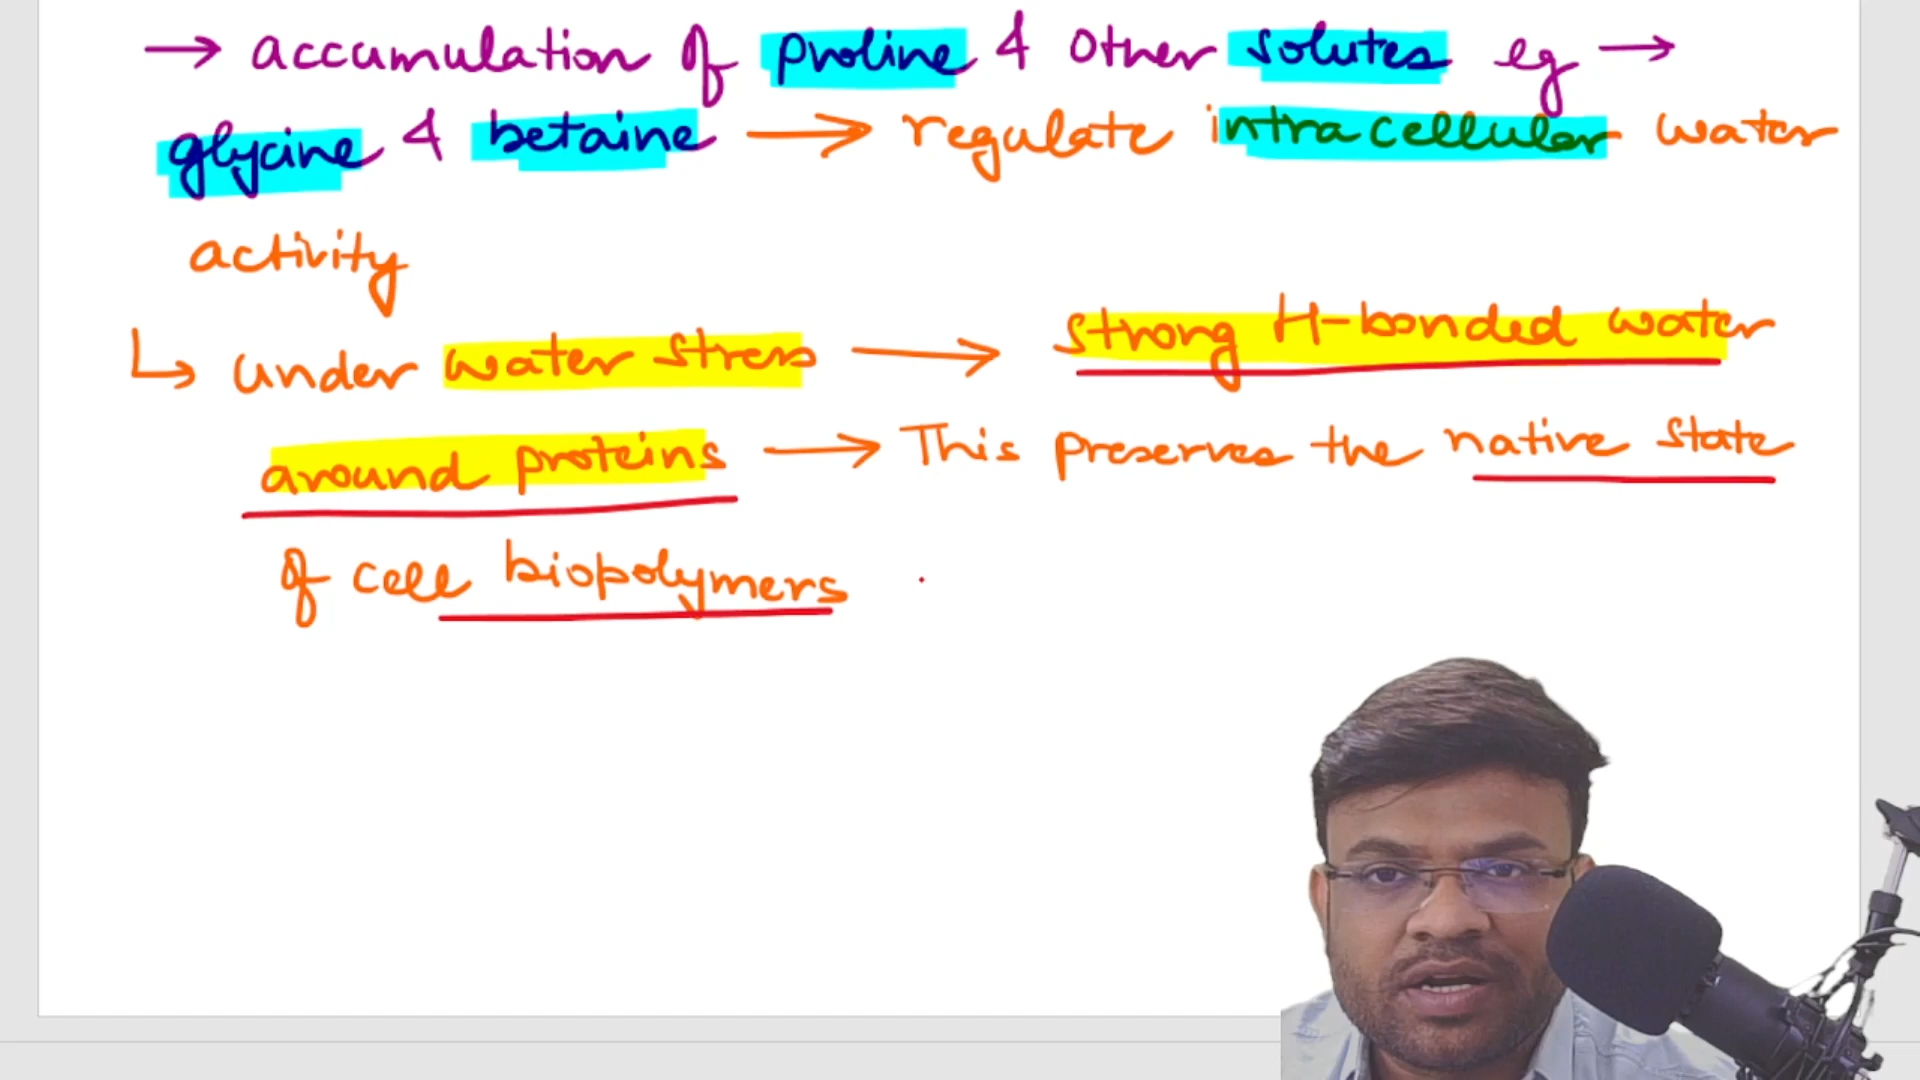 → accumulation of proline & other solutes eg →
glycine & betaine → regulate intracellular water
activity
↳ under water stress → strong H-bonded water
around proteins → This preserves the native state
of cell biopolymers